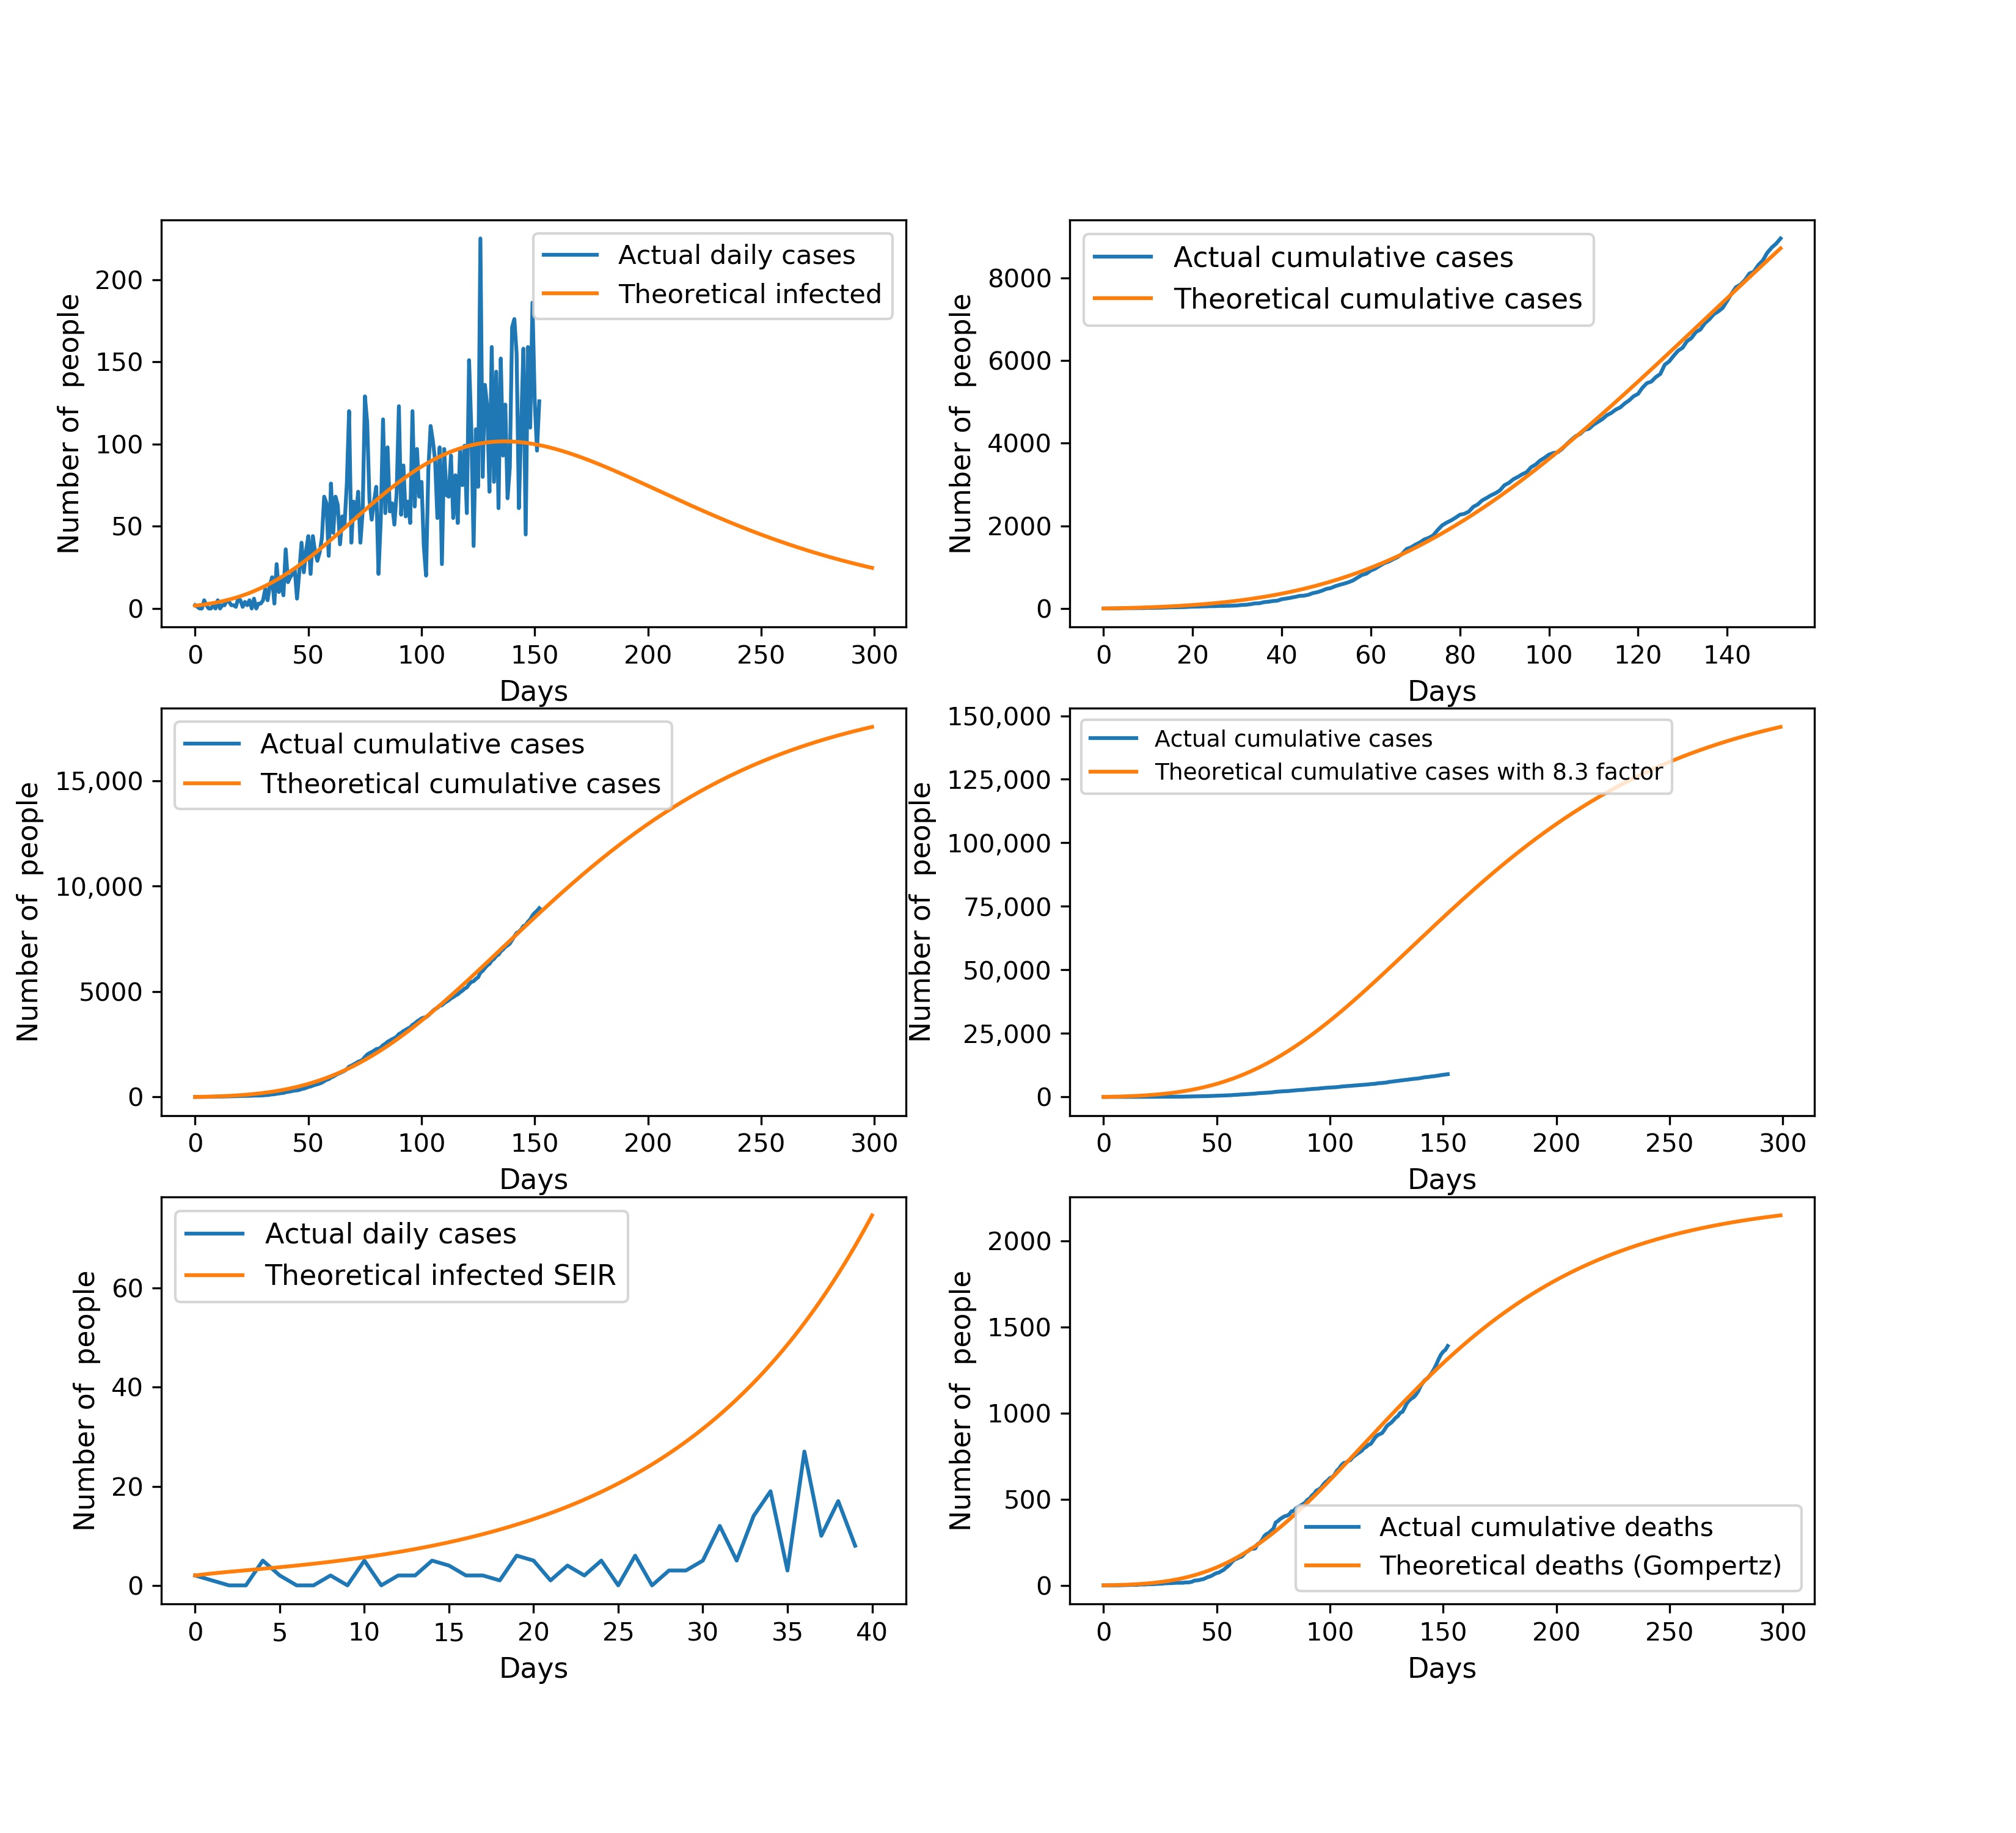 Actual daily cases
Theoretical infected
Number of  people
200
150
100
50
0
0 50 100 150 200 250 300
Days
Actual cumulative cases
Theoretical cumulative cases
Number of  people
8000
6000
4000
2000
0
0 20 40 60 80 100 120 140
Days
Actual cumulative cases
Ttheoretical cumulative cases
Number of  people
15,000
10,000
5000
0
0 50 100 150 200 250 300
Days
Actual cumulative cases
Theoretical cumulative cases with 8.3 factor
Number of  people
150,000
125,000
100,000
75,000
50,000
25,000
0
0 50 100 150 200 250 300
Days
Actual daily cases
Theoretical infected SEIR
Number of  people
60
40
20
0
0 5 10 15 20 25 30 35 40
Days
Number of  people
2000
1500
1000
500
0
Actual cumulative deaths
Theoretical deaths (Gompertz)
0 50 100 150 200 250 300
Days